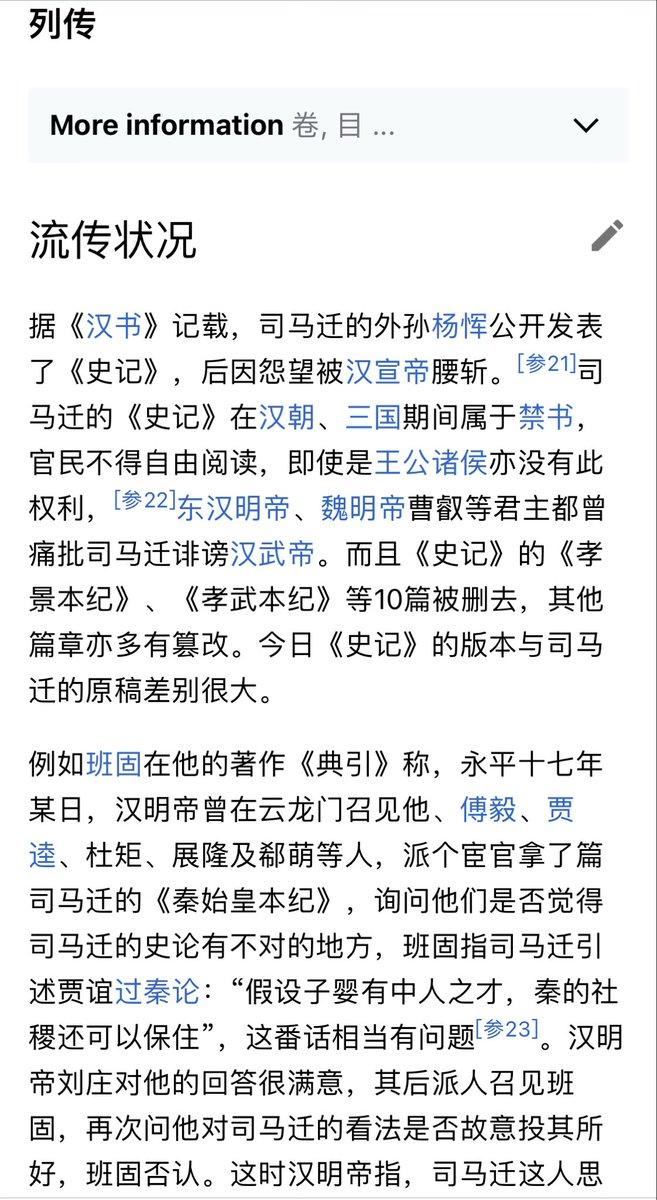 列传
More information 卷, 目 ...
流传状况
据《汉书》记载，司马迁的外孙杨恽公开发表
了《史记》，后因怨望被汉宣帝腰斩。[参21]司
马迁的《史记》在汉朝、三国期间属于禁书，
官民不得自由阅读，即使是王公诸侯亦没有此
权利，[参22]东汉明帝、魏明帝曹叡等君主都曾
痛批司马迁诽谤汉武帝。而且《史记》的《孝
景本纪》、《孝武本纪》等10篇被删去，其他
篇章亦多有篡改。今日《史记》的版本与司马
迁的原稿差别很大。
例如班固在他的著作《典引》称，永平十七年
某日，汉明帝曾在云龙门召见他、傅毅、贾
逵、杜矩、展隆及郗萌等人，派个宦官拿了篇
司马迁的《秦始皇本纪》，询问他们是否觉得
司马迁的史论有不对的地方，班固指司马迁引
述贾谊过秦论：“假设子婴有中人之才，秦的社
稷还可以保住”，这番话相当有问题[参23]。汉明
帝刘庄对他的回答很满意，其后派人召见班
固，再次问他对司马迁的看法是否故意投其所
好，班固否认。这时汉明帝指，司马迁这人思